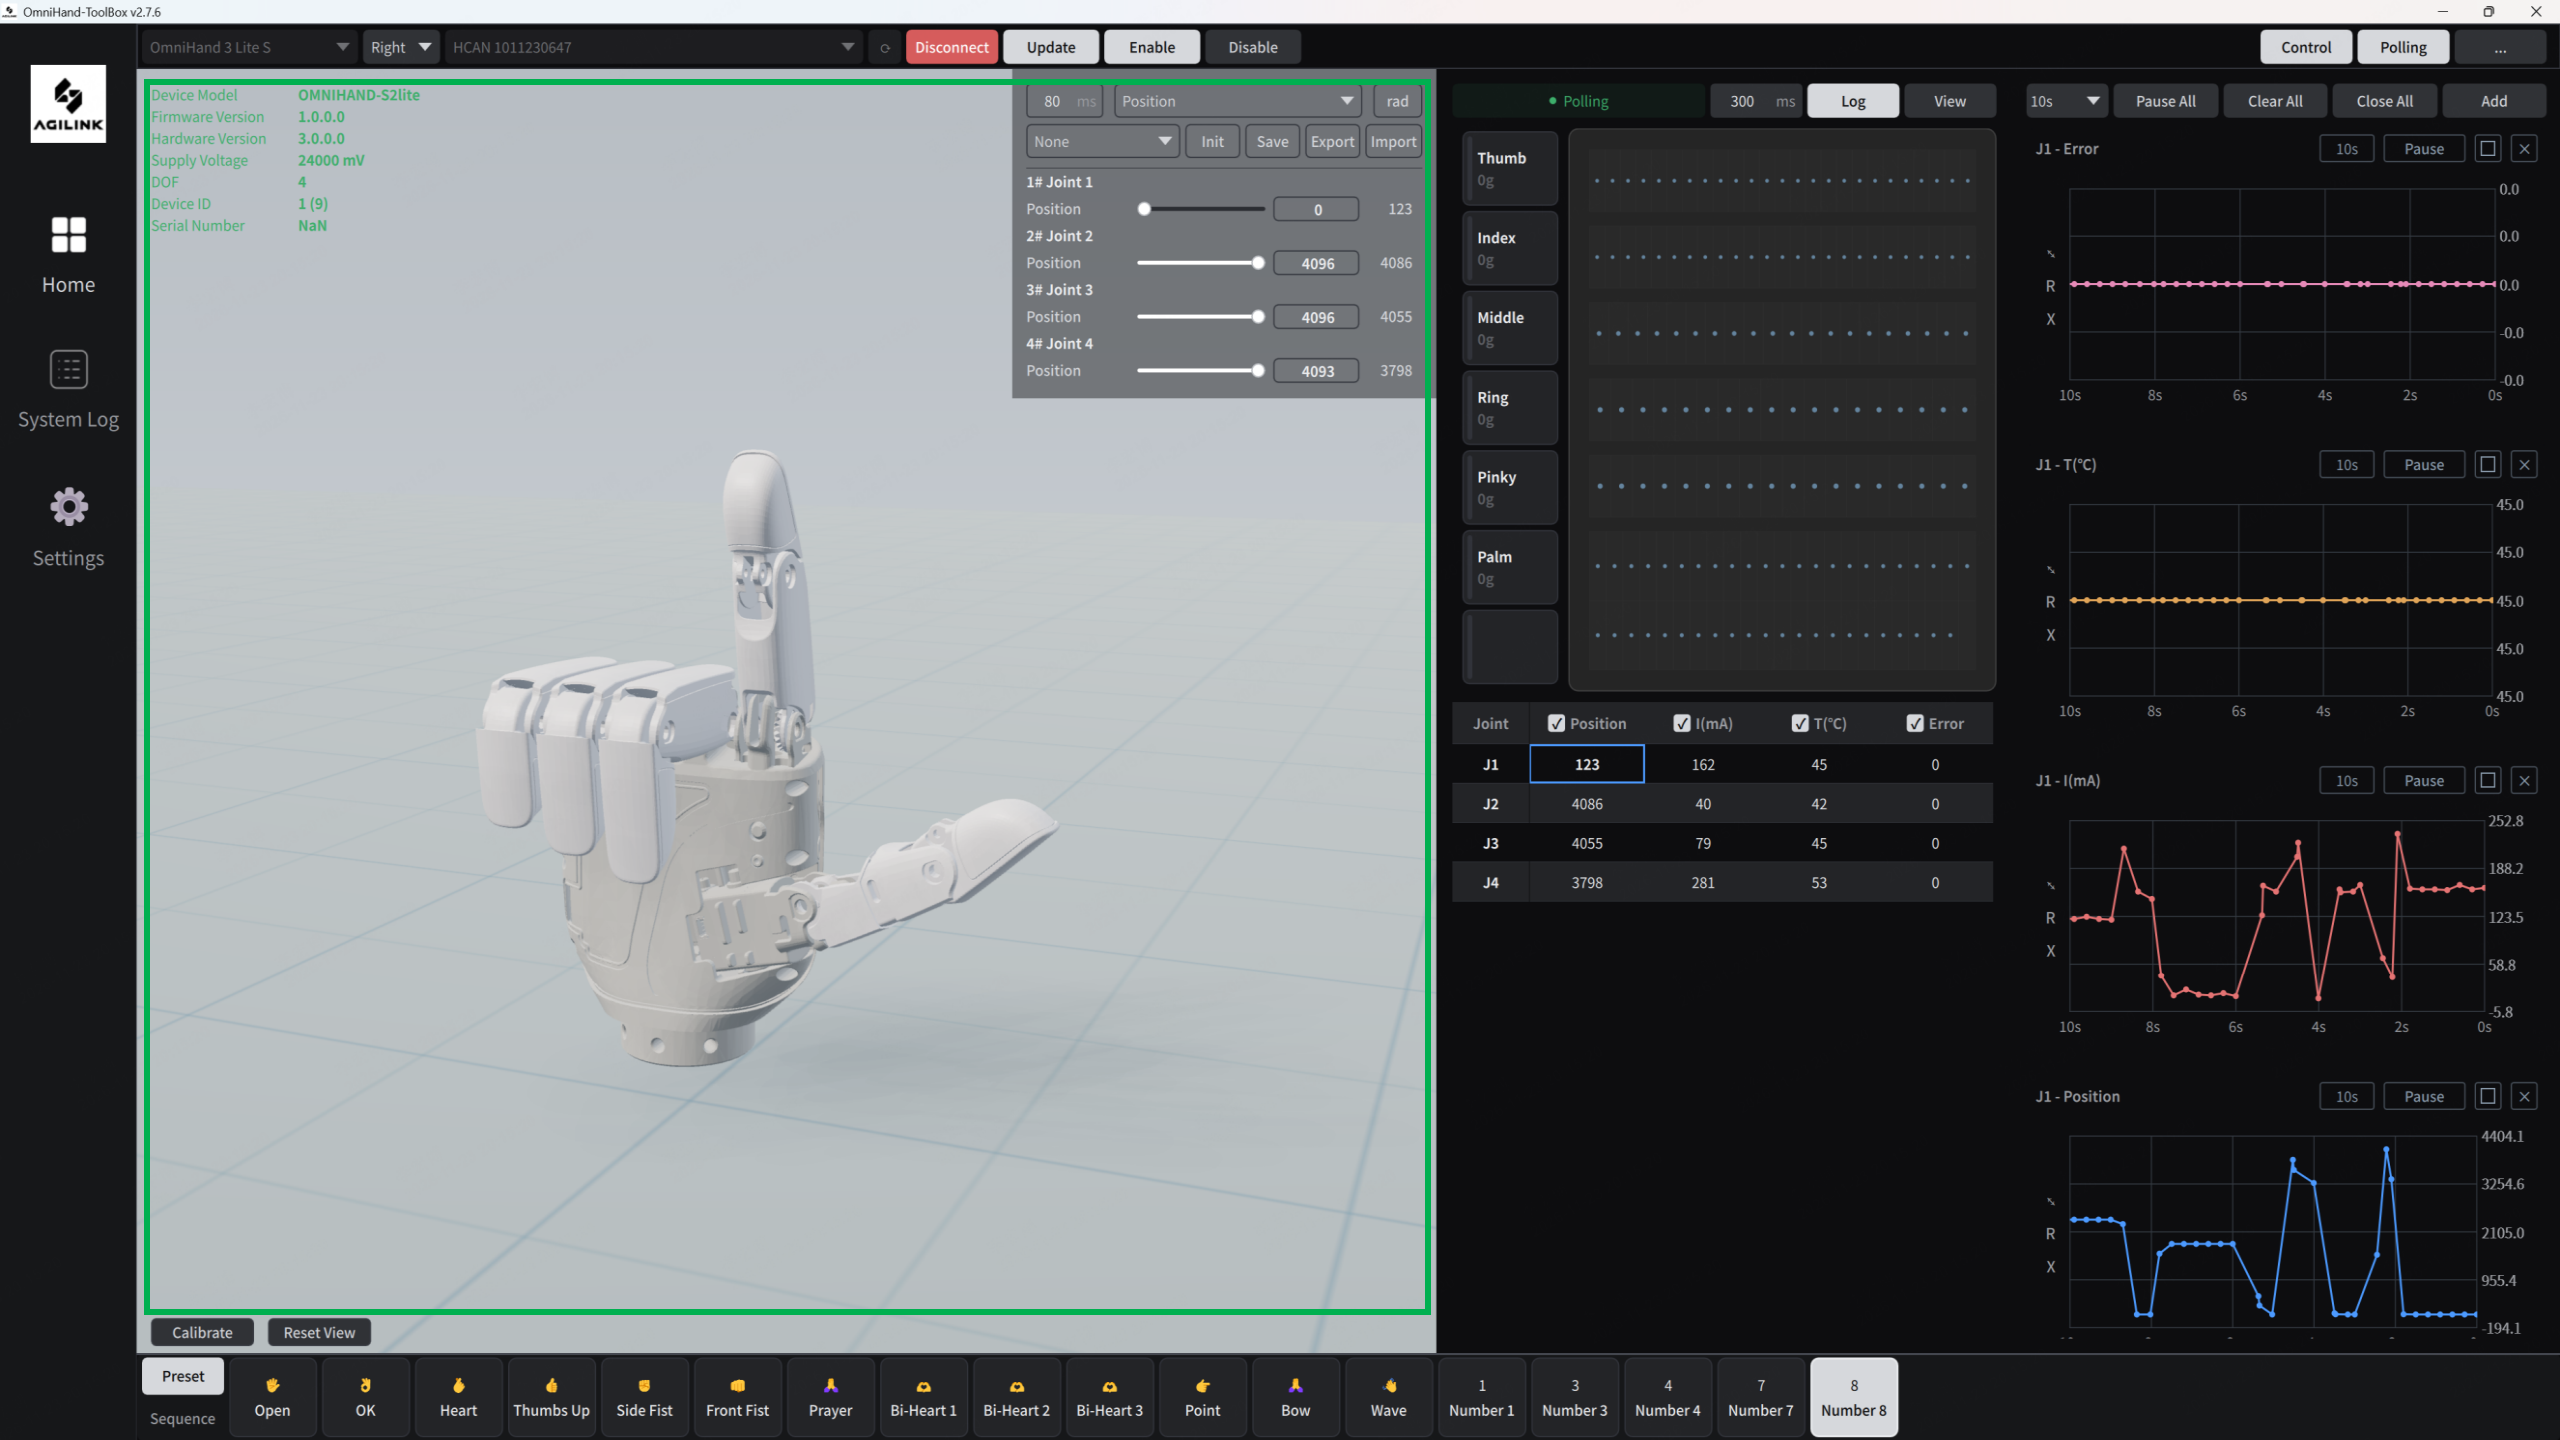 OmniHand-ToolBox v2.7.6
OmniHand 3 Lite S
Right
HCAN 1011230647
Disconnect
Update
Enable
Disable
Control
Polling
...
AGILINK
Home
System Log
Settings
Device Model OMNIHAND-S2lite
Firmware Version 1.0.0.0
Hardware Version 3.0.0.0
Supply Voltage 24000 mV
DOF 4
Device ID 1 (9)
Serial Number NaN
80 ms Position rad
None Init Save Export Import
1# Joint 1
Position 0 123
2# Joint 2
Position 4096 4086
3# Joint 3
Position 4096 4055
4# Joint 4
Position 4093 3798
Calibrate Reset View
Polling 300 ms Log View
Thumb
0g
Index
0g
Middle
0g
Ring
0g
Pinky
0g
Palm
0g
Joint Position I(mA) T(°C) Error
J1 123 162 45 0
J2 4086 40 42 0
J3 4055 79 45 0
J4 3798 281 53 0
10s Pause All Clear All Close All Add
J1 - Error 10s Pause
0.0
0.0
R 0.0
X -0.0
-0.0
10s 8s 6s 4s 2s 0s
J1 - T(°C) 10s Pause
45.0
45.0
R 45.0
X 45.0
45.0
10s 8s 6s 4s 2s 0s
J1 - I(mA) 10s Pause
252.8
188.2
R 123.5
X 58.8
-5.8
10s 8s 6s 4s 2s 0s
J1 - Position 10s Pause
4404.1
3254.6
R 2105.0
X 955.4
-194.1
Preset
Sequence
Open
OK
Heart
Thumbs Up
Side Fist
Front Fist
Prayer
Bi-Heart 1
Bi-Heart 2
Bi-Heart 3
Point
Bow
Wave
1
Number 1
3
Number 3
4
Number 4
7
Number 7
8
Number 8